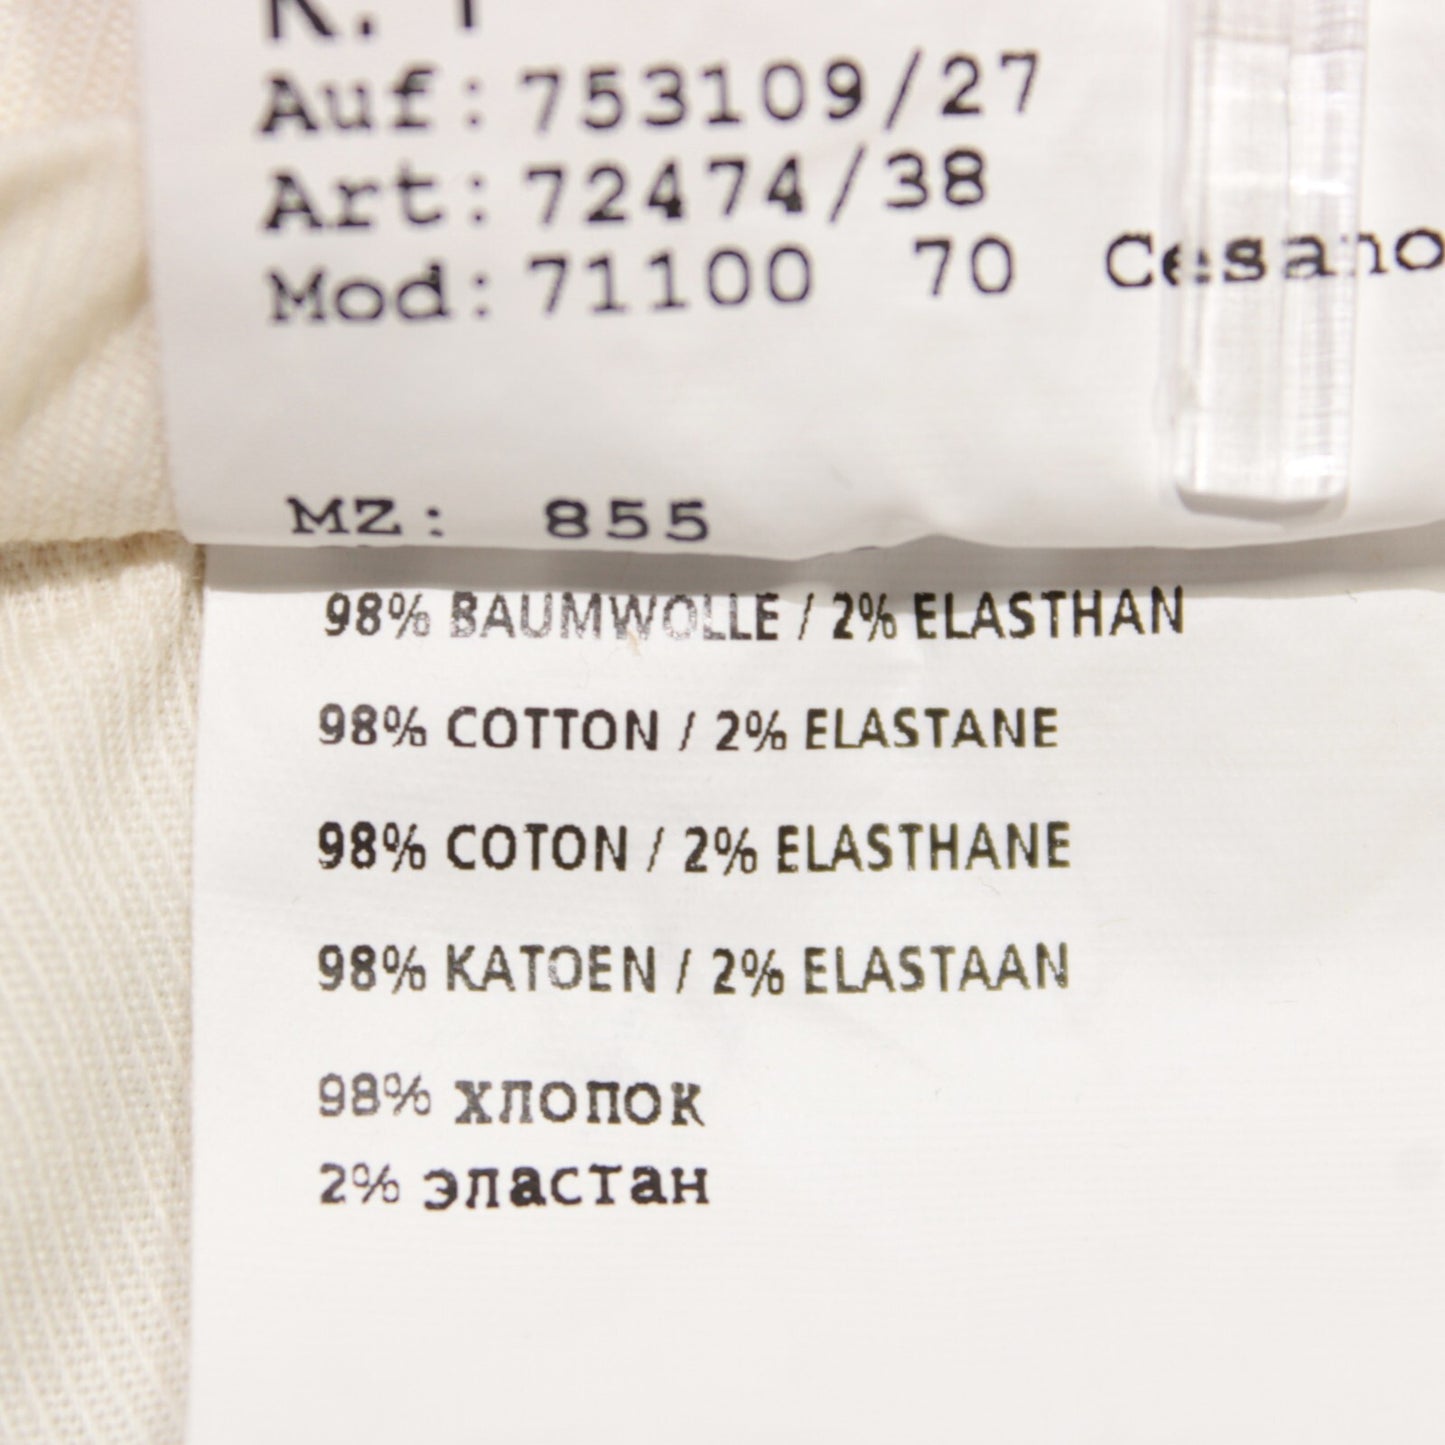 Auf: 753109/27
Art: 72474/38
Mod: 71100 70 Cesano
MZ: 855
98% BAUMWOLLE / 2% ELASTHAN
98% COTTON / 2% ELASTANE
98% COTON / 2% ELASTHANE
98% KATOEN / 2% ELASTAAN
98% хлопок
2% эластан